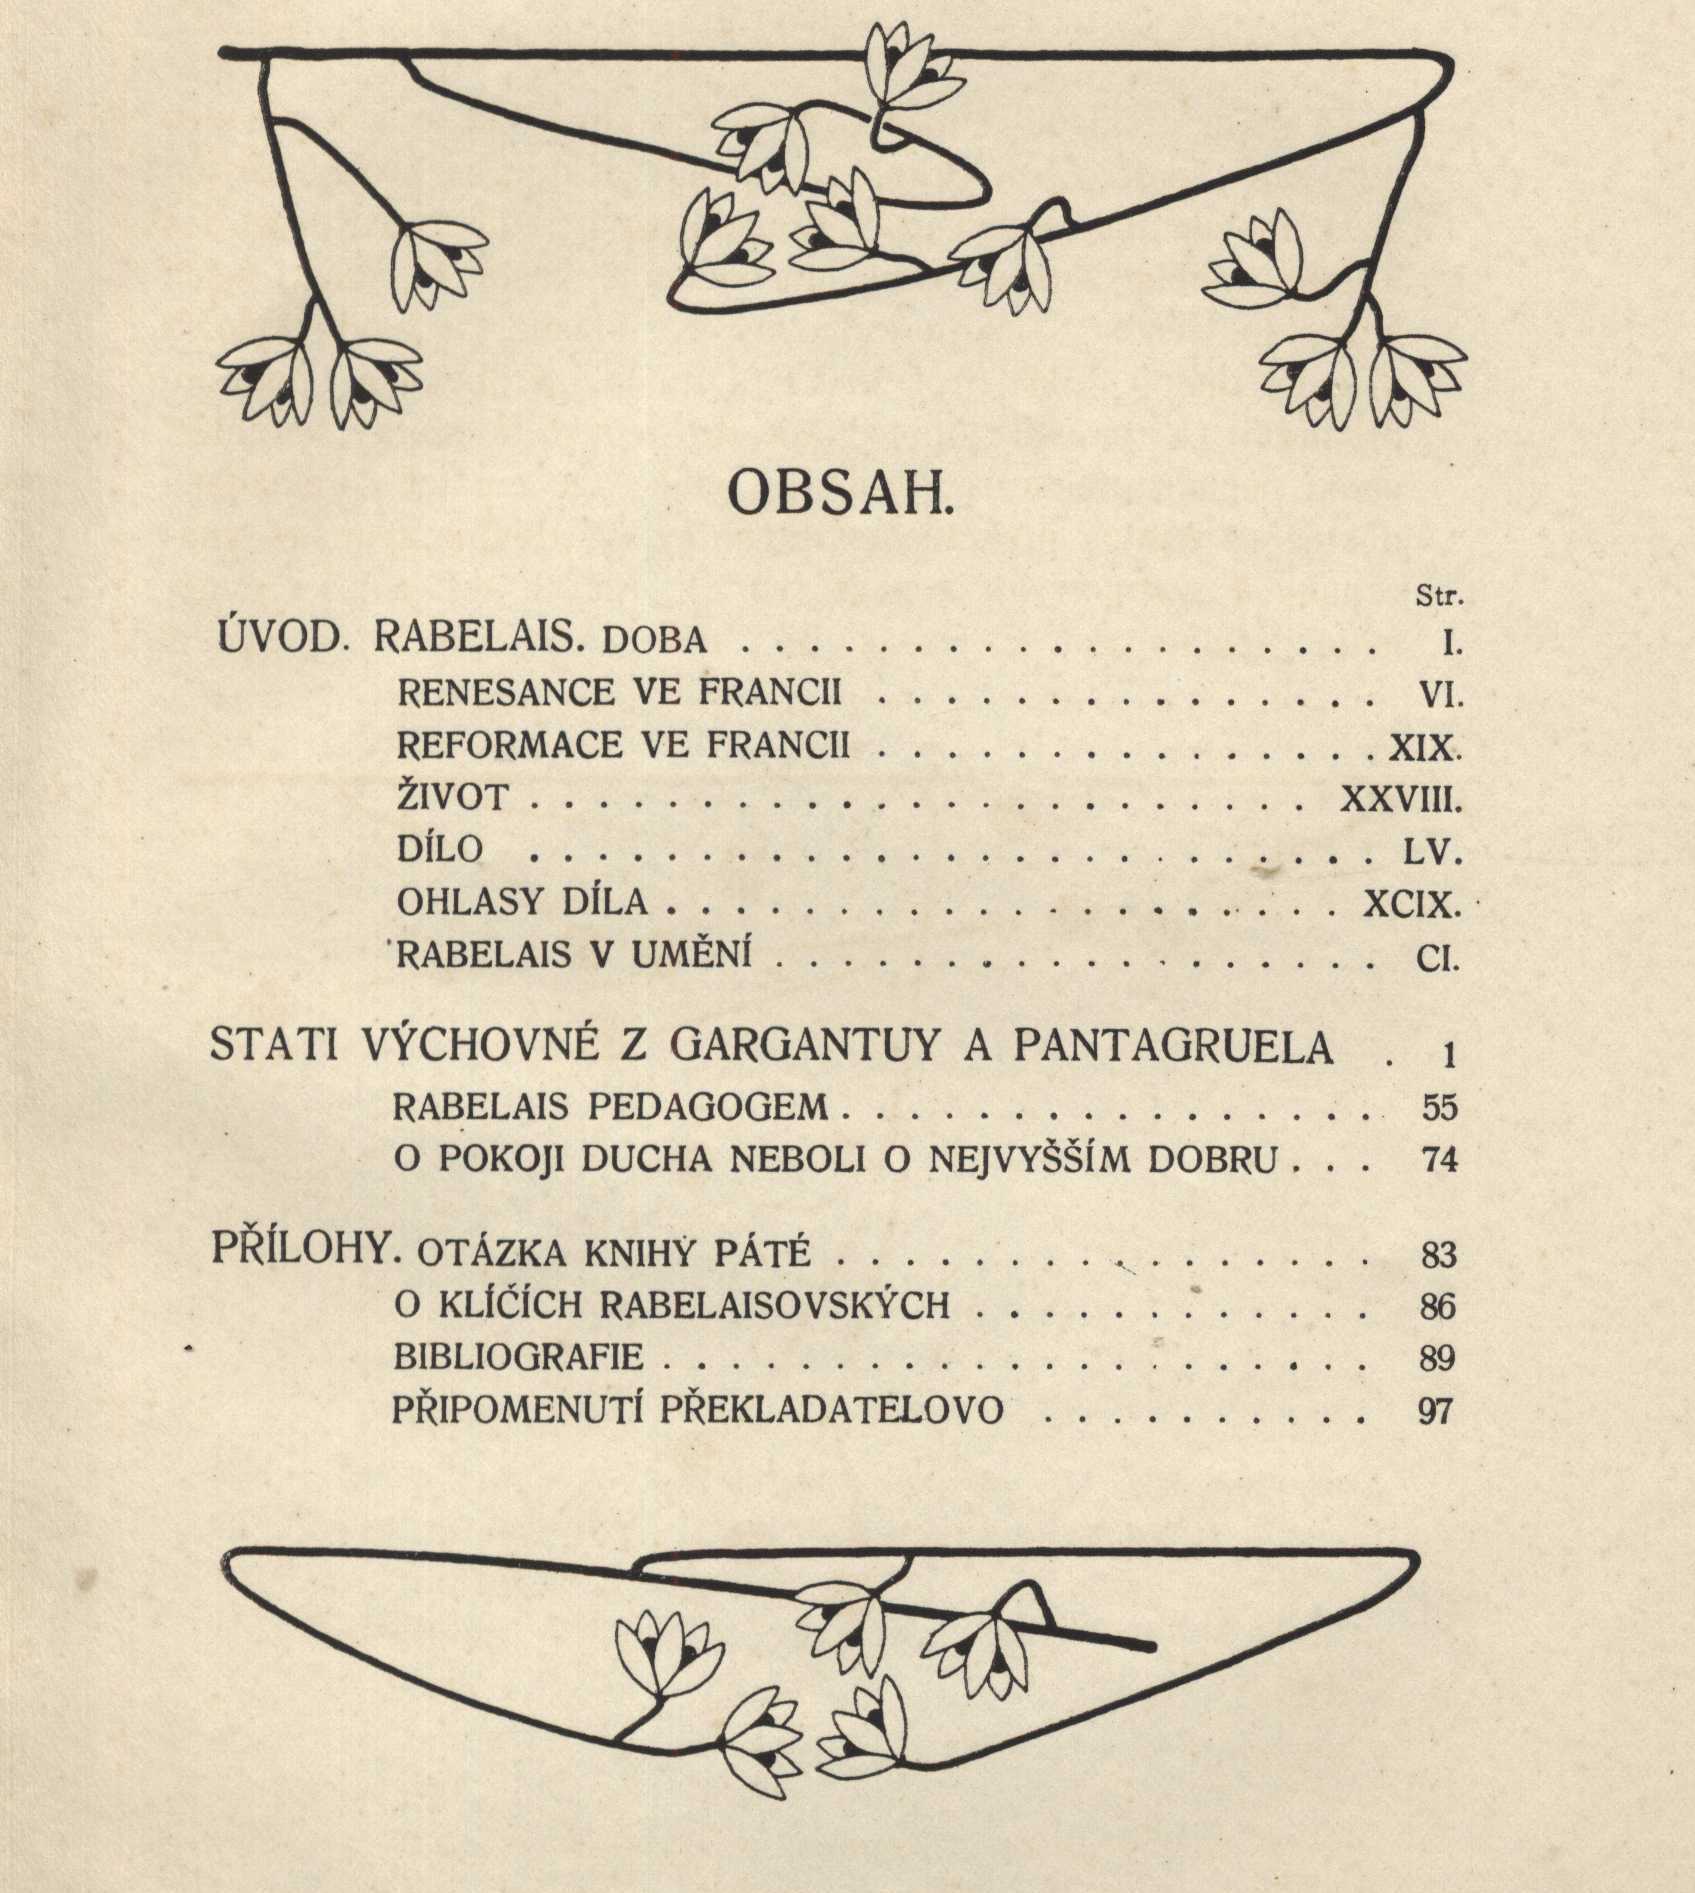 OBSAH.
Str.
ÚVOD. RABELAIS. DOBA . . . . . . . . . . . . . . . . . . . I.
RENESANCE VE FRANCII . . . . . . . . . . . . . . . VI.
REFORMACE VE FRANCII . . . . . . . . . . . . . . . XIX.
ŽIVOT . . . . . . . . . . . . . . . . . . . . . . . XXVIII.
DÍLO . . . . . . . . . . . . . . . . . . . . . . . . . LV.
OHLASY DÍLA . . . . . . . . . . . . . . . . . . . . XCIX.
RABELAIS V UMĚNÍ . . . . . . . . . . . . . . . . . . CI.
STATI VÝCHOVNÉ Z GARGANTUY A PANTAGRUELA . 1
RABELAIS PEDAGOGEM . . . . . . . . . . . . . . . . 55
O POKOJI DUCHA NEBOLI O NEJVYŠŠÍM DOBRU . . . 74
PŘÍLOHY. OTÁZKA KNIHY PÁTÉ . . . . . . . . . . . . . . . . 83
O KLÍČÍCH RABELAISOVSKÝCH . . . . . . . . . . . . 86
BIBLIOGRAFIE . . . . . . . . . . . . . . . . . . . . . 89
PŘIPOMENUTÍ PŘEKLADATELOVO . . . . . . . . . . 97